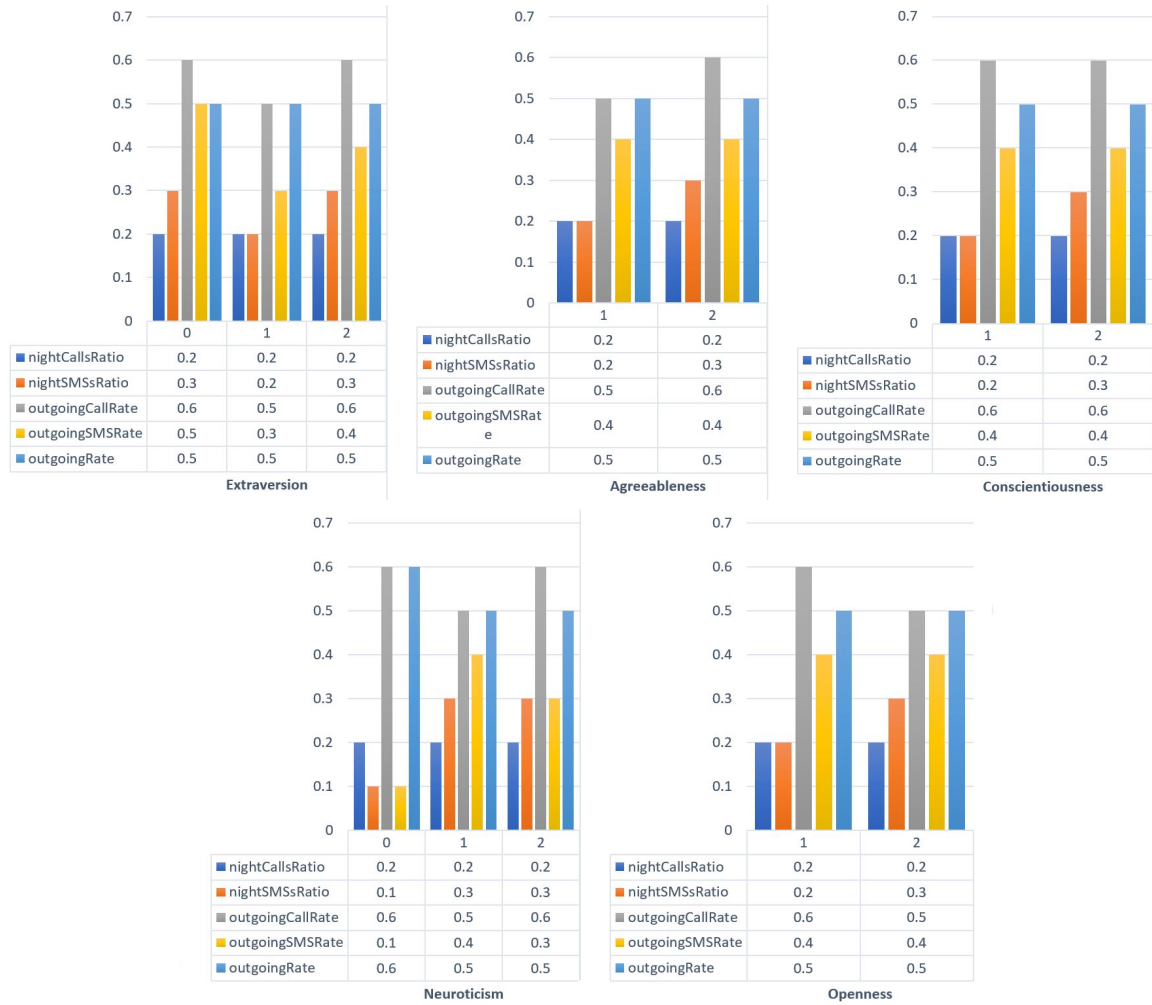 0.7
0.6
0.5
0.4
0.3
0.2
0.1
0
0 1 2
nightCallsRatio 0.2 0.2 0.2
nightSMSsRatio 0.3 0.2 0.3
outgoingCallRate 0.6 0.5 0.6
outgoingSMSRate 0.5 0.3 0.4
outgoingRate 0.5 0.5 0.5
Extraversion
0.7
0.6
0.5
0.4
0.3
0.2
0.1
0
1 2
nightCallsRatio 0.2 0.2
nightSMSsRatio 0.2 0.3
outgoingCallRate 0.5 0.6
outgoingSMSRat
e 0.4 0.4
outgoingRate 0.5 0.5
Agreeableness
0.7
0.6
0.5
0.4
0.3
0.2
0.1
0
1 2
nightCallsRatio 0.2 0.2
nightSMSsRatio 0.2 0.3
outgoingCallRate 0.6 0.6
outgoingSMSRate 0.4 0.4
outgoingRate 0.5 0.5
Conscientiousness
0.7
0.6
0.5
0.4
0.3
0.2
0.1
0
0 1 2
nightCallsRatio 0.2 0.2 0.2
nightSMSsRatio 0.1 0.3 0.3
outgoingCallRate 0.6 0.5 0.6
outgoingSMSRate 0.1 0.4 0.3
outgoingRate 0.6 0.5 0.5
Neuroticism
0.7
0.6
0.5
0.4
0.3
0.2
0.1
0
1 2
nightCallsRatio 0.2 0.2
nightSMSsRatio 0.2 0.3
outgoingCallRate 0.6 0.5
outgoingSMSRate 0.4 0.4
outgoingRate 0.5 0.5
Openness